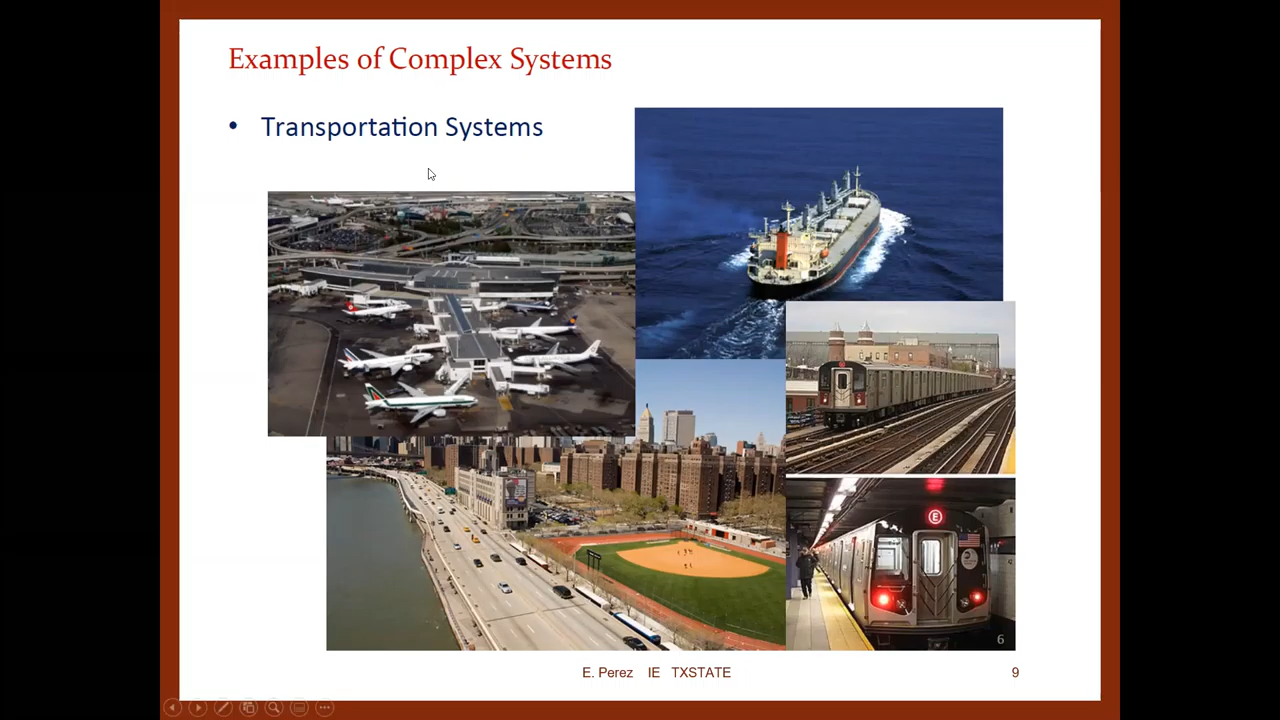 Examples of Complex Systems
• Transportation Systems
E
6
E. Perez IE TXSTATE
9